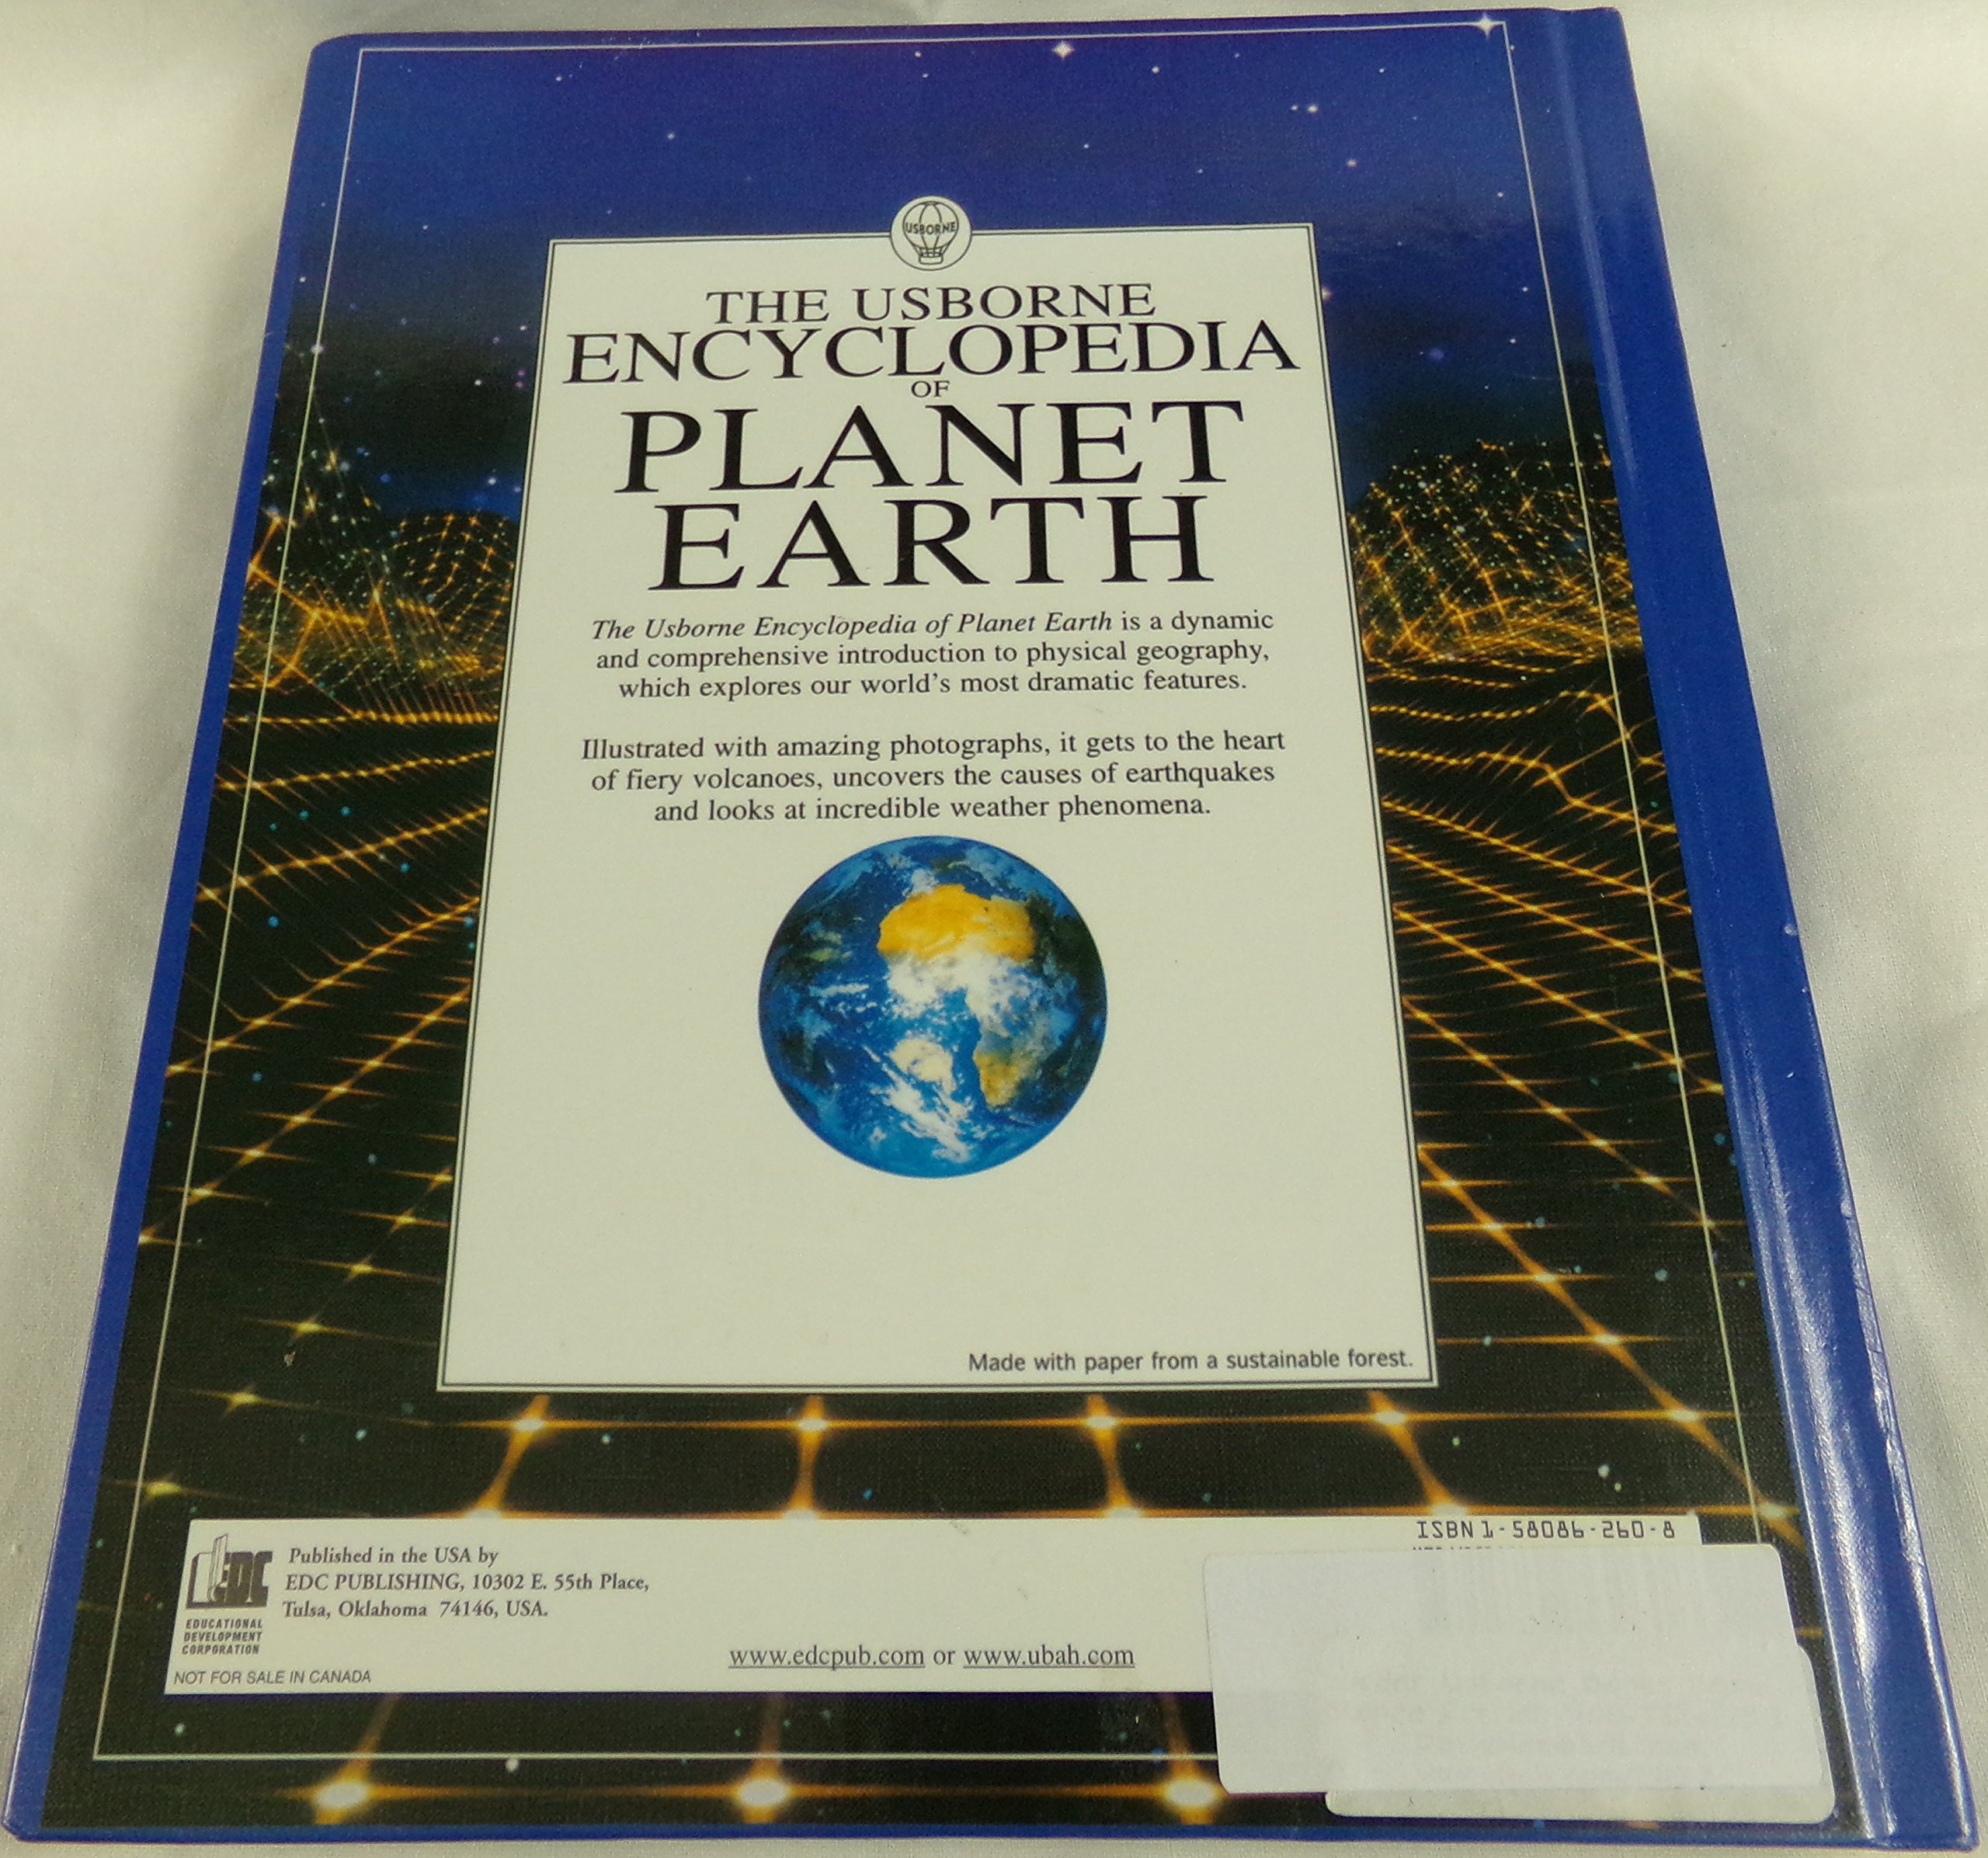 USBORNE
THE USBORNE
ENCYCLOPEDIA
OF
PLANET
EARTH
The Usborne Encyclopedia of Planet Earth is a dynamic
and comprehensive introduction to physical geography,
which explores our world's most dramatic features.
Illustrated with amazing photographs, it gets to the heart
of fiery volcanoes, uncovers the causes of earthquakes
and looks at incredible weather phenomena.
Made with paper from a sustainable forest.
EDC
EDUCATIONAL
DEVELOPMENT
CORPORATION
NOT FOR SALE IN CANADA
Published in the USA by
EDC PUBLISHING, 10302 E. 55th Place,
Tulsa, Oklahoma 74146, USA.
www.edcpub.com or www.ubah.com
ISBN 1-58086-260-8